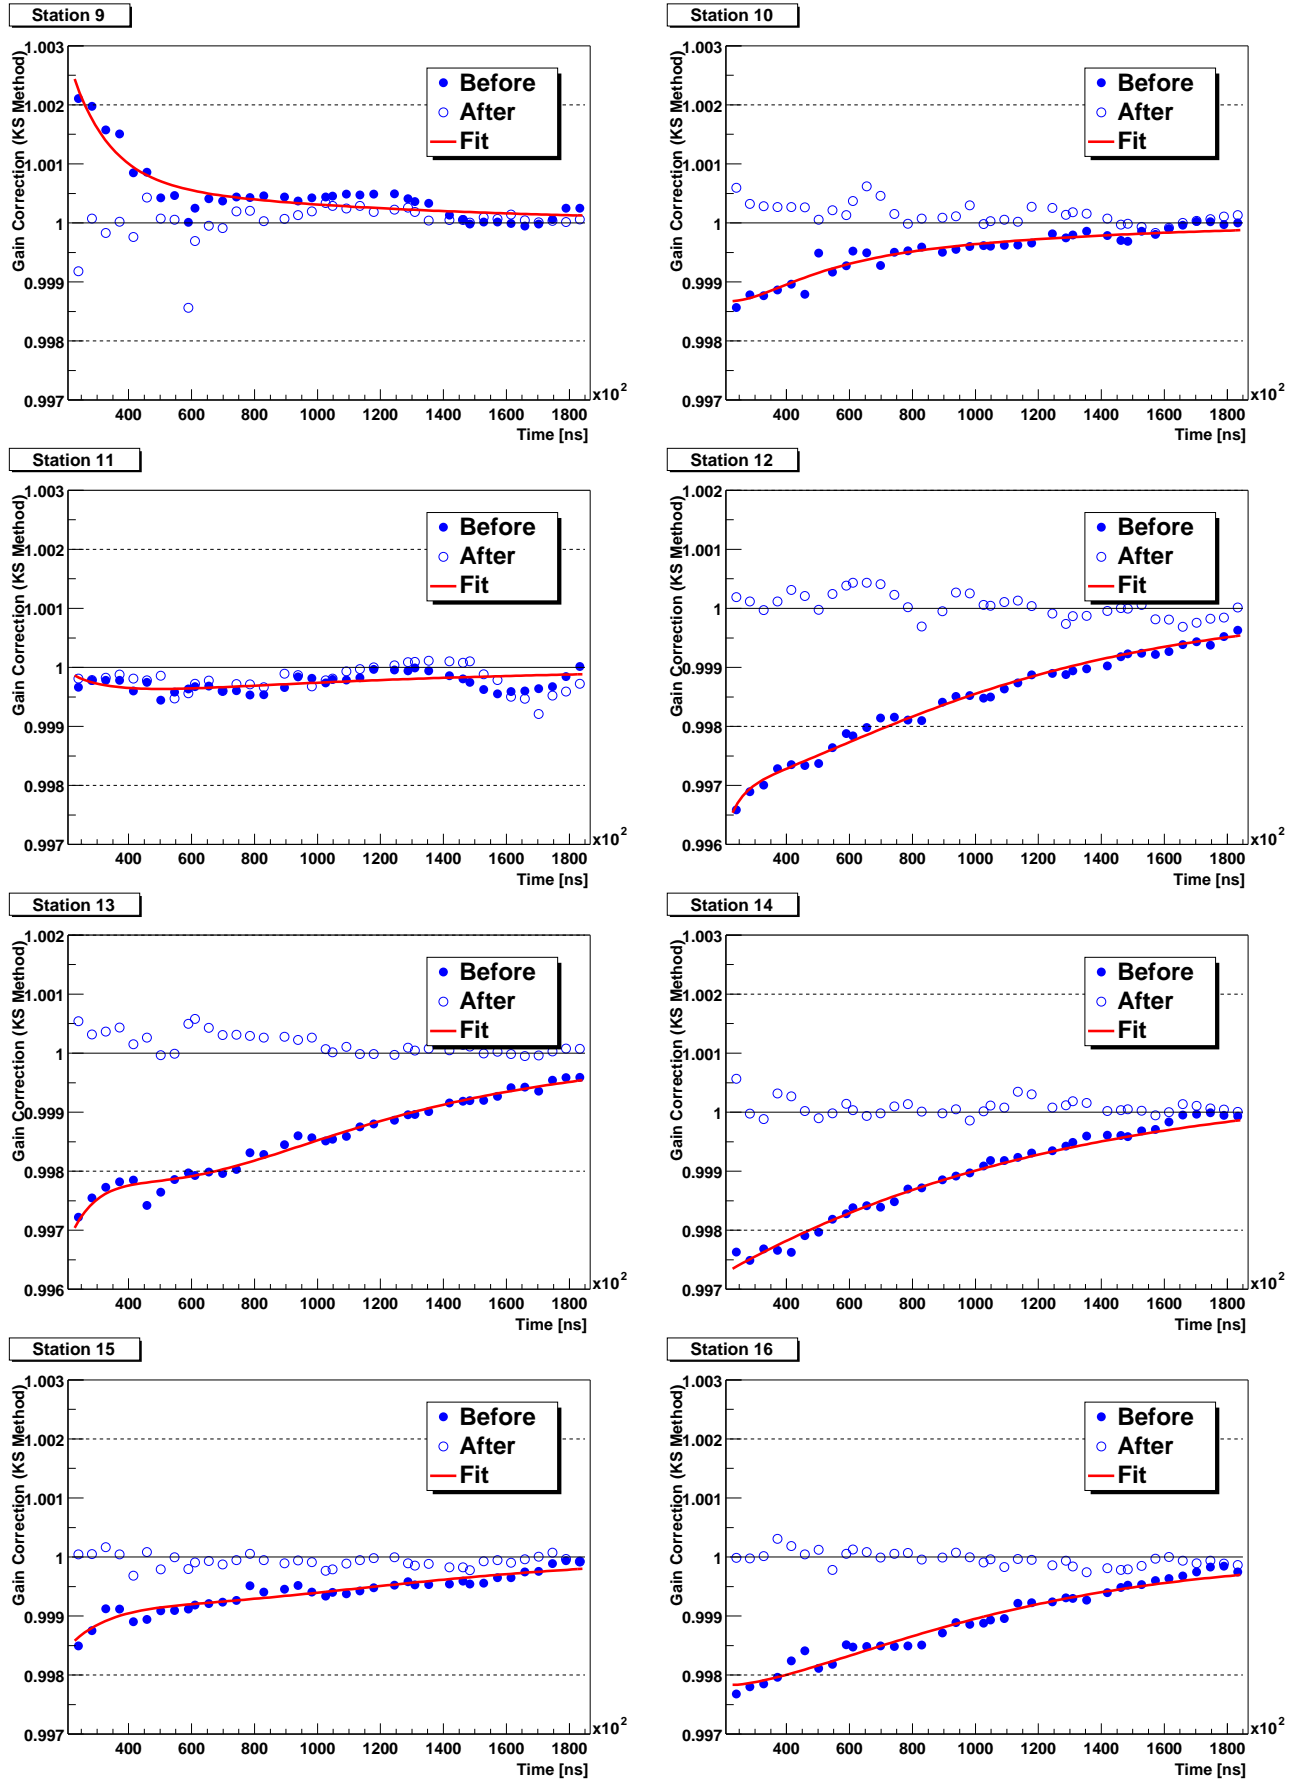 Station 9
Gain Correction (KS Method)
1.003
1.002
1.001
1
0.999
0.998
0.997
Before
After
Fit
400 600 800 1000 1200 1400 1600 1800
x10²
Time [ns]
Station 10
Gain Correction (KS Method)
1.003
1.002
1.001
1
0.999
0.998
0.997
Before
After
Fit
400 600 800 1000 1200 1400 1600 1800
x10²
Time [ns]
Station 11
Gain Correction (KS Method)
1.003
1.002
1.001
1
0.999
0.998
0.997
Before
After
Fit
400 600 800 1000 1200 1400 1600 1800
x10²
Time [ns]
Station 12
Gain Correction (KS Method)
1.002
1.001
1
0.999
0.998
0.997
0.996
Before
After
Fit
400 600 800 1000 1200 1400 1600 1800
x10²
Time [ns]
Station 13
Gain Correction (KS Method)
1.002
1.001
1
0.999
0.998
0.997
0.996
Before
After
Fit
400 600 800 1000 1200 1400 1600 1800
x10²
Time [ns]
Station 14
Gain Correction (KS Method)
1.003
1.002
1.001
1
0.999
0.998
0.997
Before
After
Fit
400 600 800 1000 1200 1400 1600 1800
x10²
Time [ns]
Station 15
Gain Correction (KS Method)
1.003
1.002
1.001
1
0.999
0.998
0.997
Before
After
Fit
400 600 800 1000 1200 1400 1600 1800
x10²
Time [ns]
Station 16
Gain Correction (KS Method)
1.003
1.002
1.001
1
0.999
0.998
0.997
Before
After
Fit
400 600 800 1000 1200 1400 1600 1800
x10²
Time [ns]